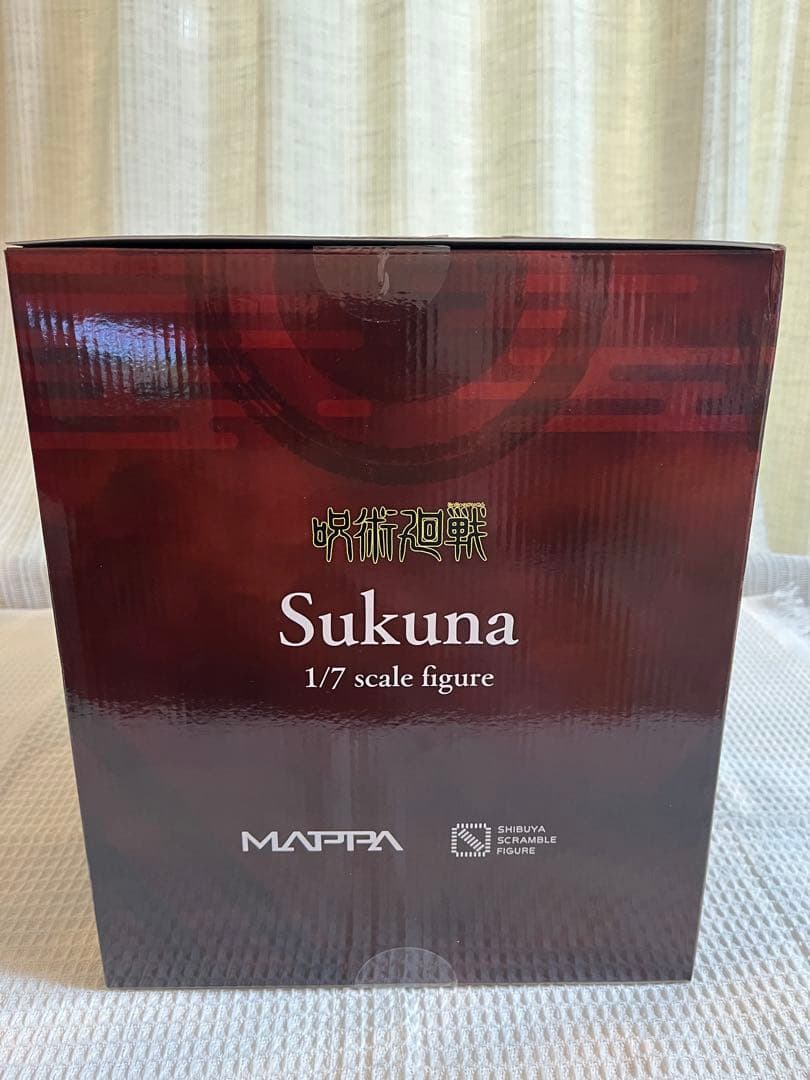 呪術廻戦
Sukuna
1/7 scale figure
MAPPA
SHIBUYA
SCRAMBLE
FIGURE